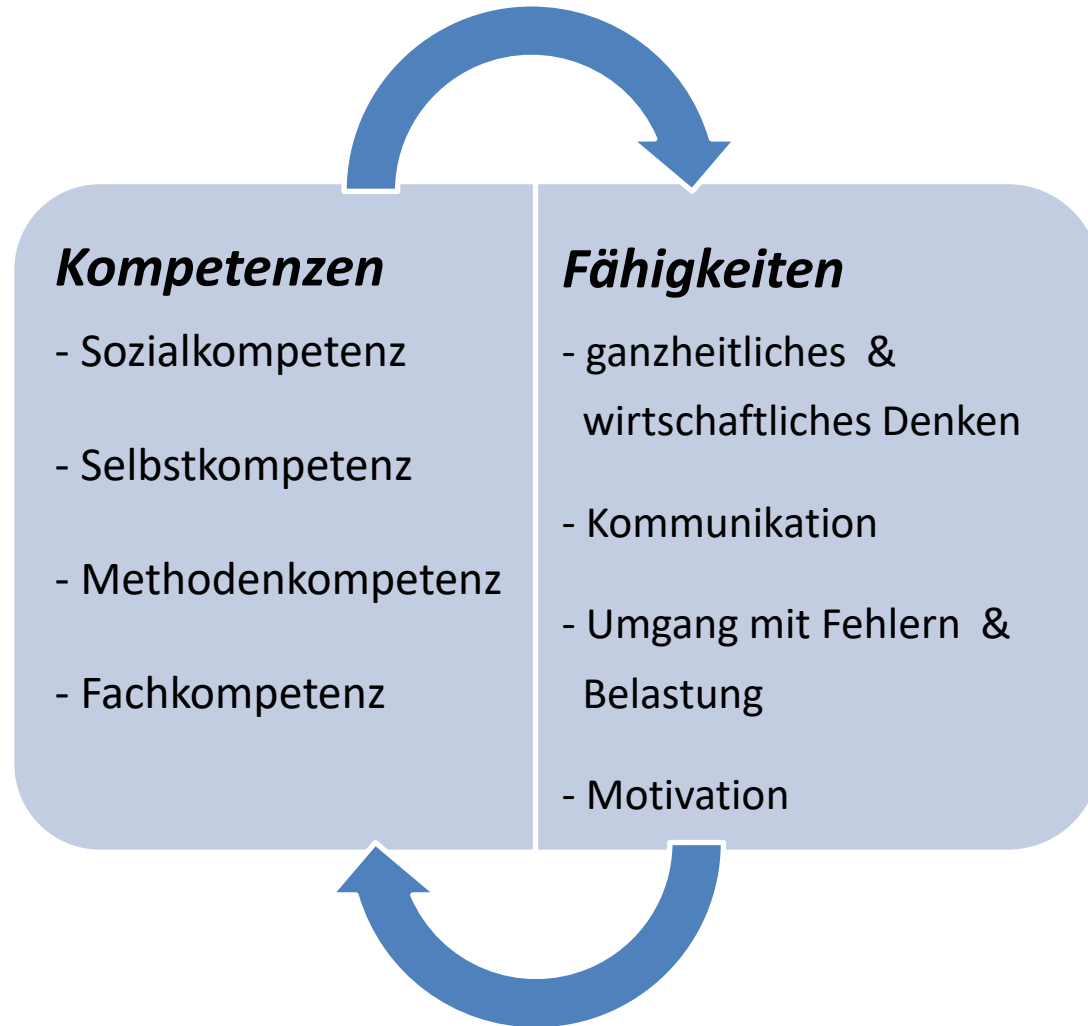 Kompetenzen
- Sozialkompetenz
- Selbstkompetenz
- Methodenkompetenz
- Fachkompetenz
Fähigkeiten
- ganzheitliches &
wirtschaftliches Denken
- Kommunikation
- Umgang mit Fehlern &
Belastung
- Motivation